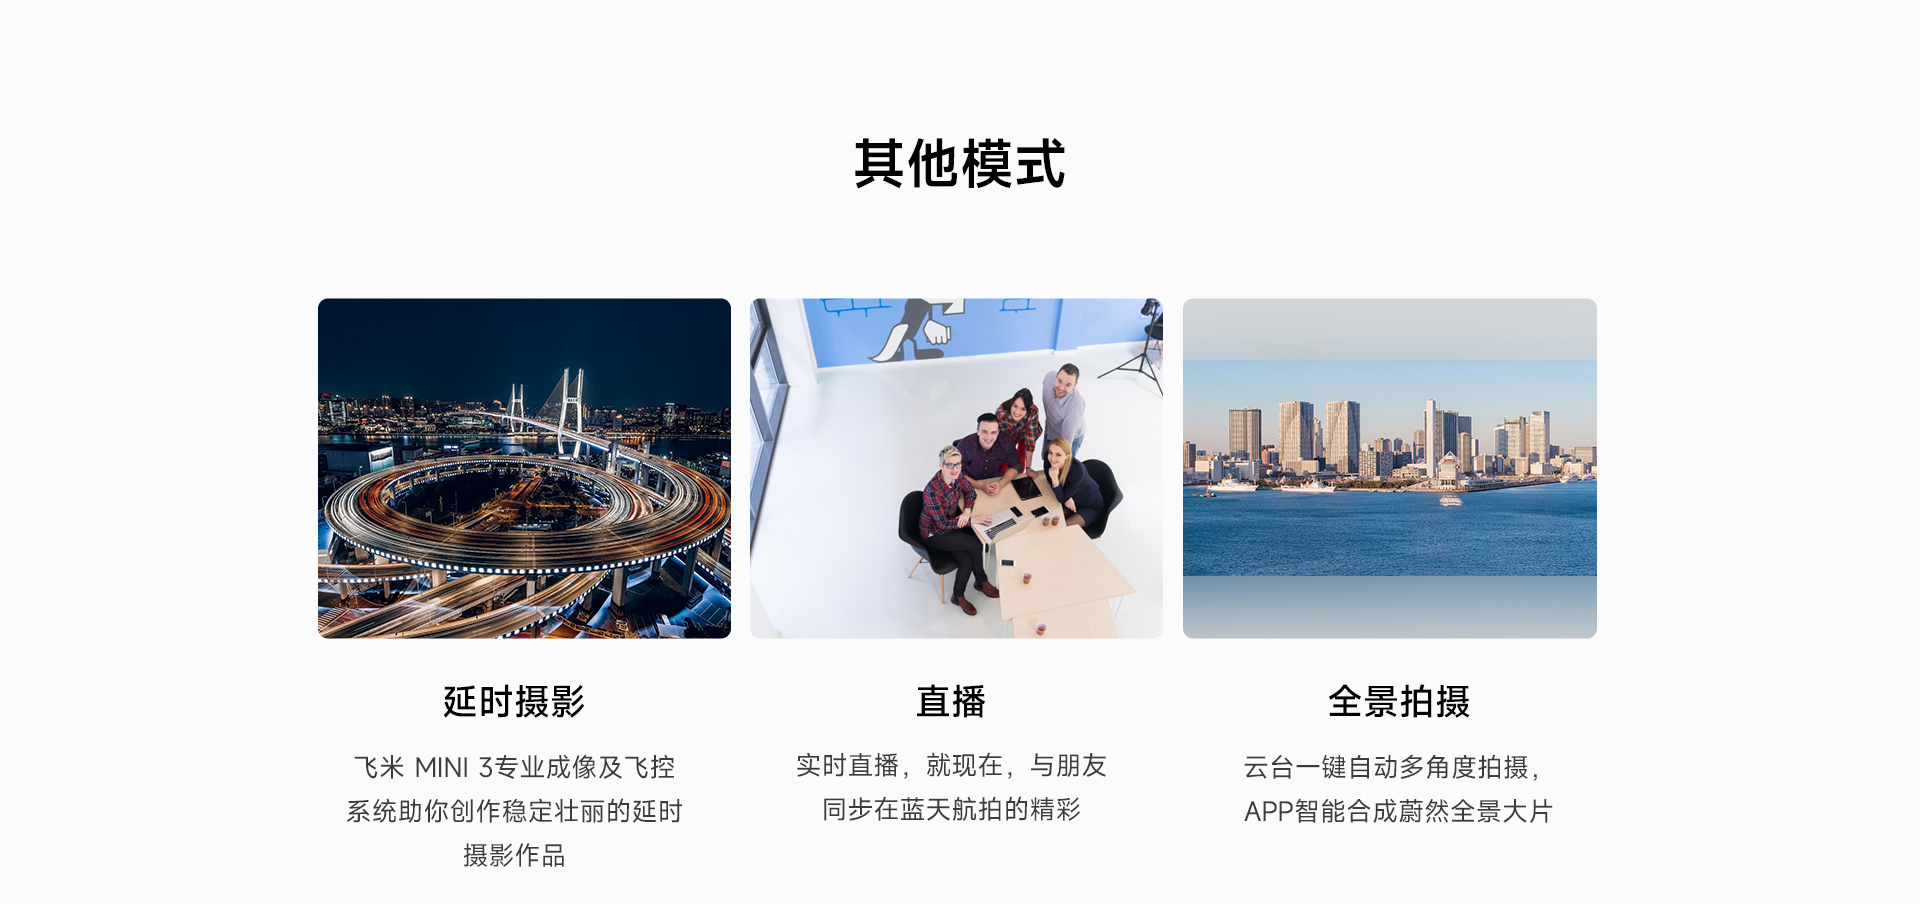 其他模式
延时摄影
飞米 MINI 3专业成像及飞控
系统助你创作稳定壮丽的延时
摄影作品
直播
实时直播，就现在，与朋友
同步在蓝天航拍的精彩
全景拍摄
云台一键自动多角度拍摄，
APP智能合成蔚然全景大片